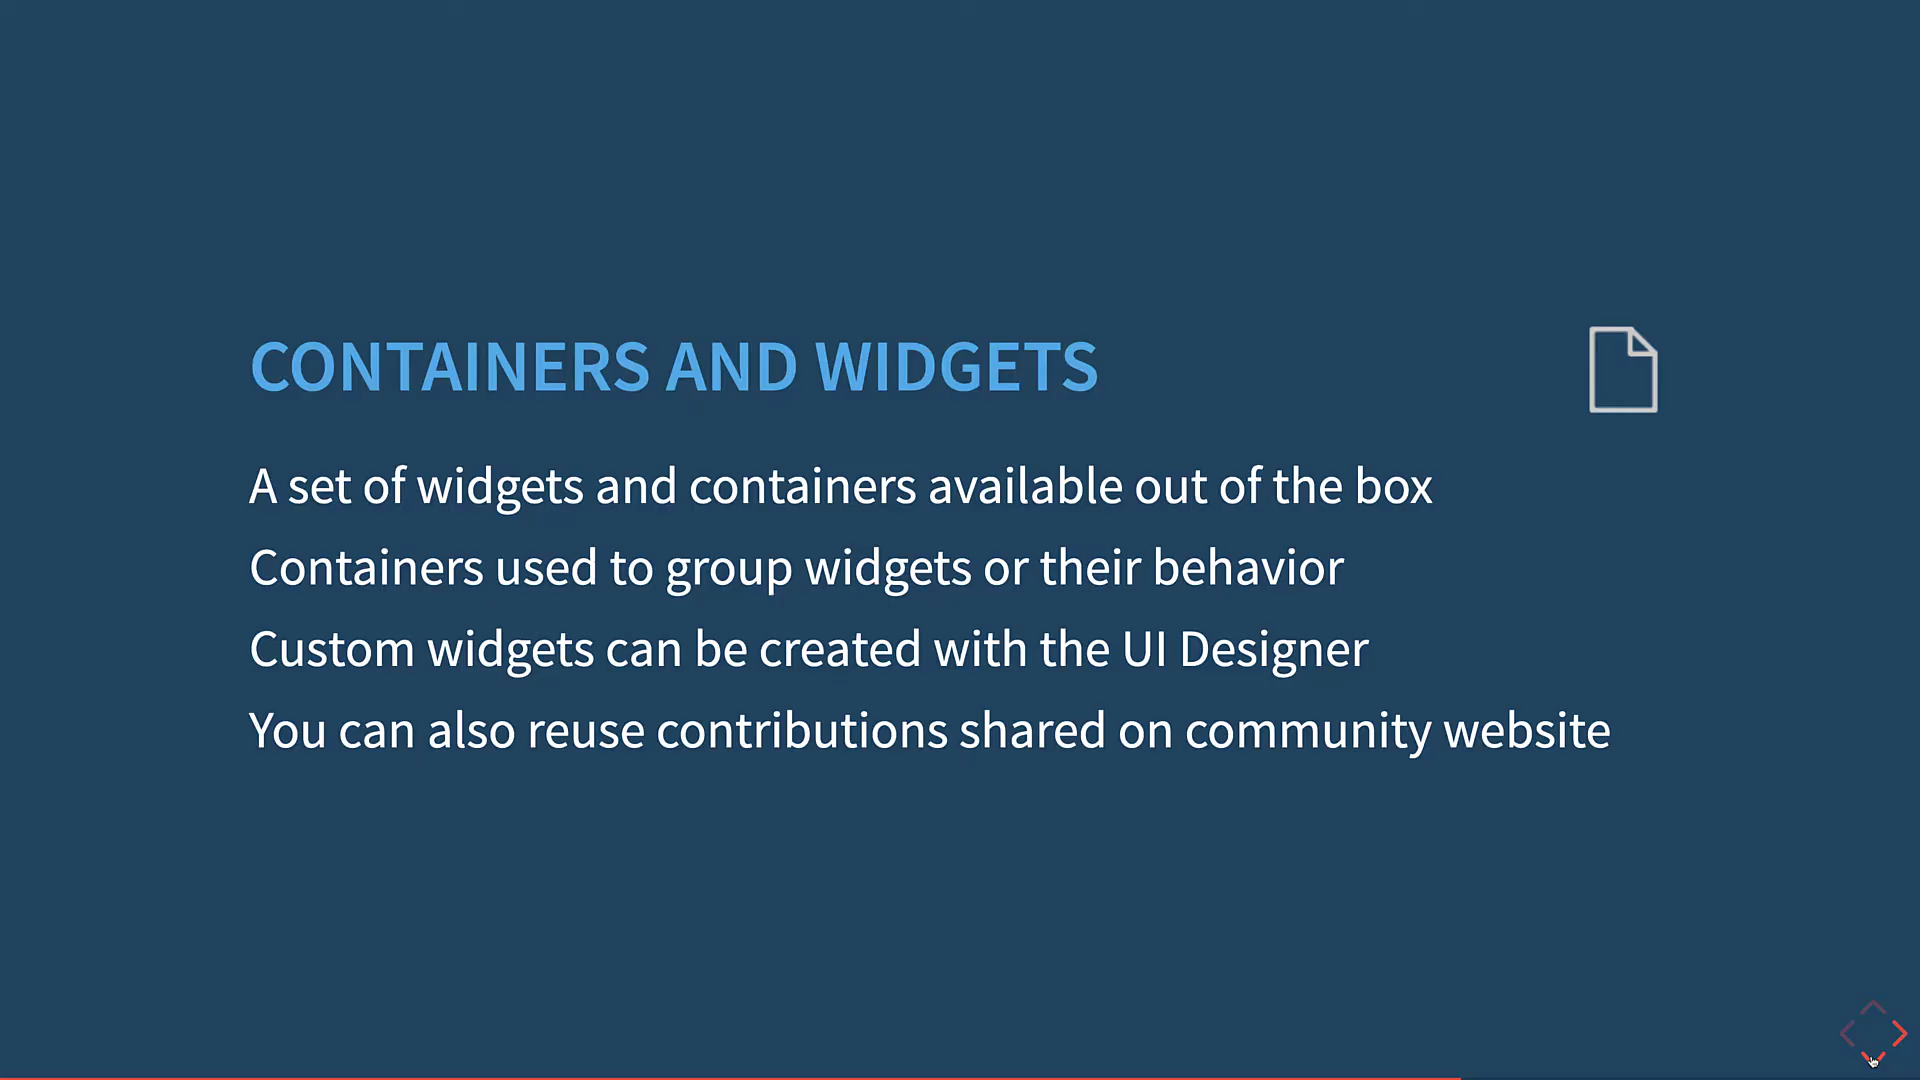 CONTAINERS AND WIDGETS
A set of widgets and containers available out of the box
Containers used to group widgets or their behavior
Custom widgets can be created with the UI Designer
You can also reuse contributions shared on community website